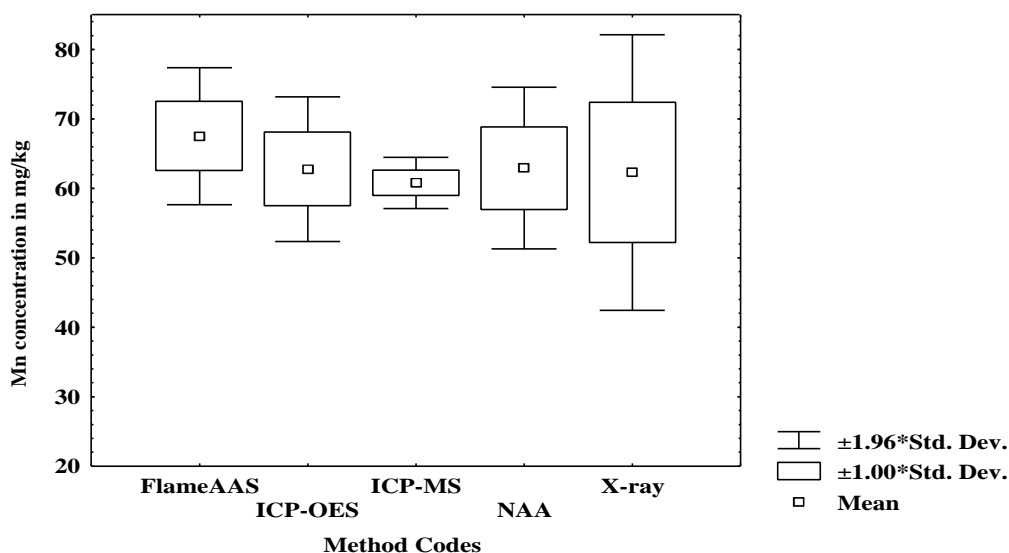 Mn concentration in mg/kg
80
70
60
50
40
30
20
FlameAAS
ICP-OES
ICP-MS
NAA
X-ray
Method Codes
±1.96*Std. Dev.
±1.00*Std. Dev.
Mean